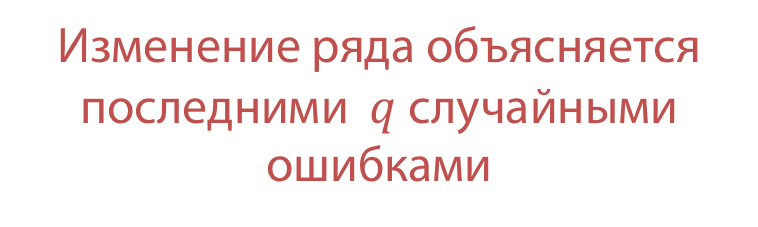 Изменение ряда объясняется
последними q случайными
ошибками